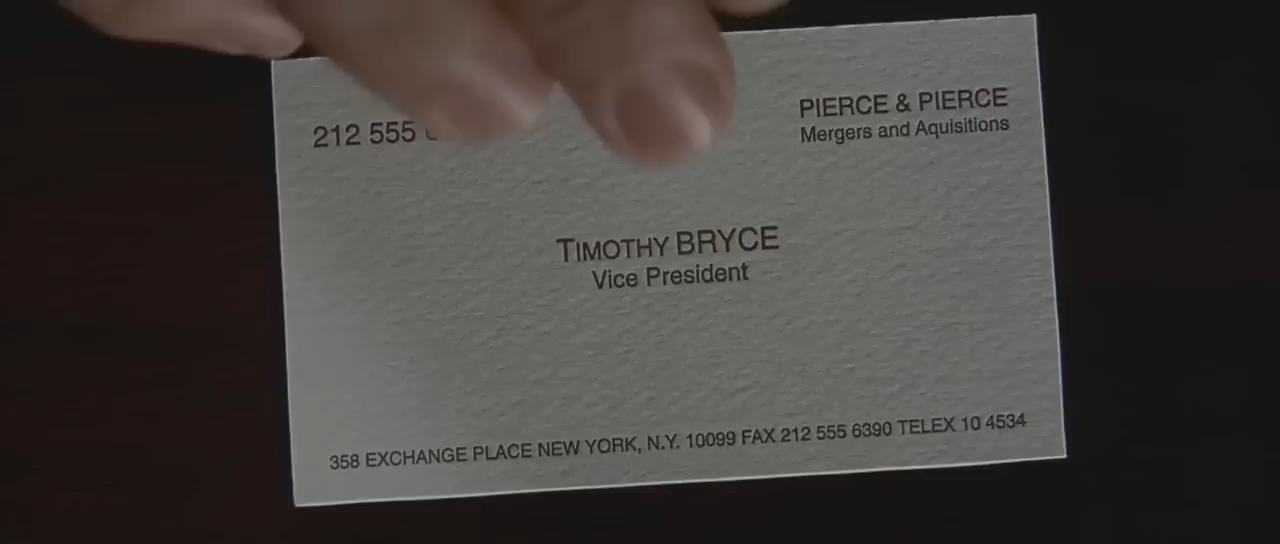 212 555
PIERCE & PIERCE
Mergers and Aquisitions
TIMOTHY BRYCE
Vice President
358 EXCHANGE PLACE NEW YORK, N.Y. 10099 FAX 212 555 6390 TELEX 10 4534